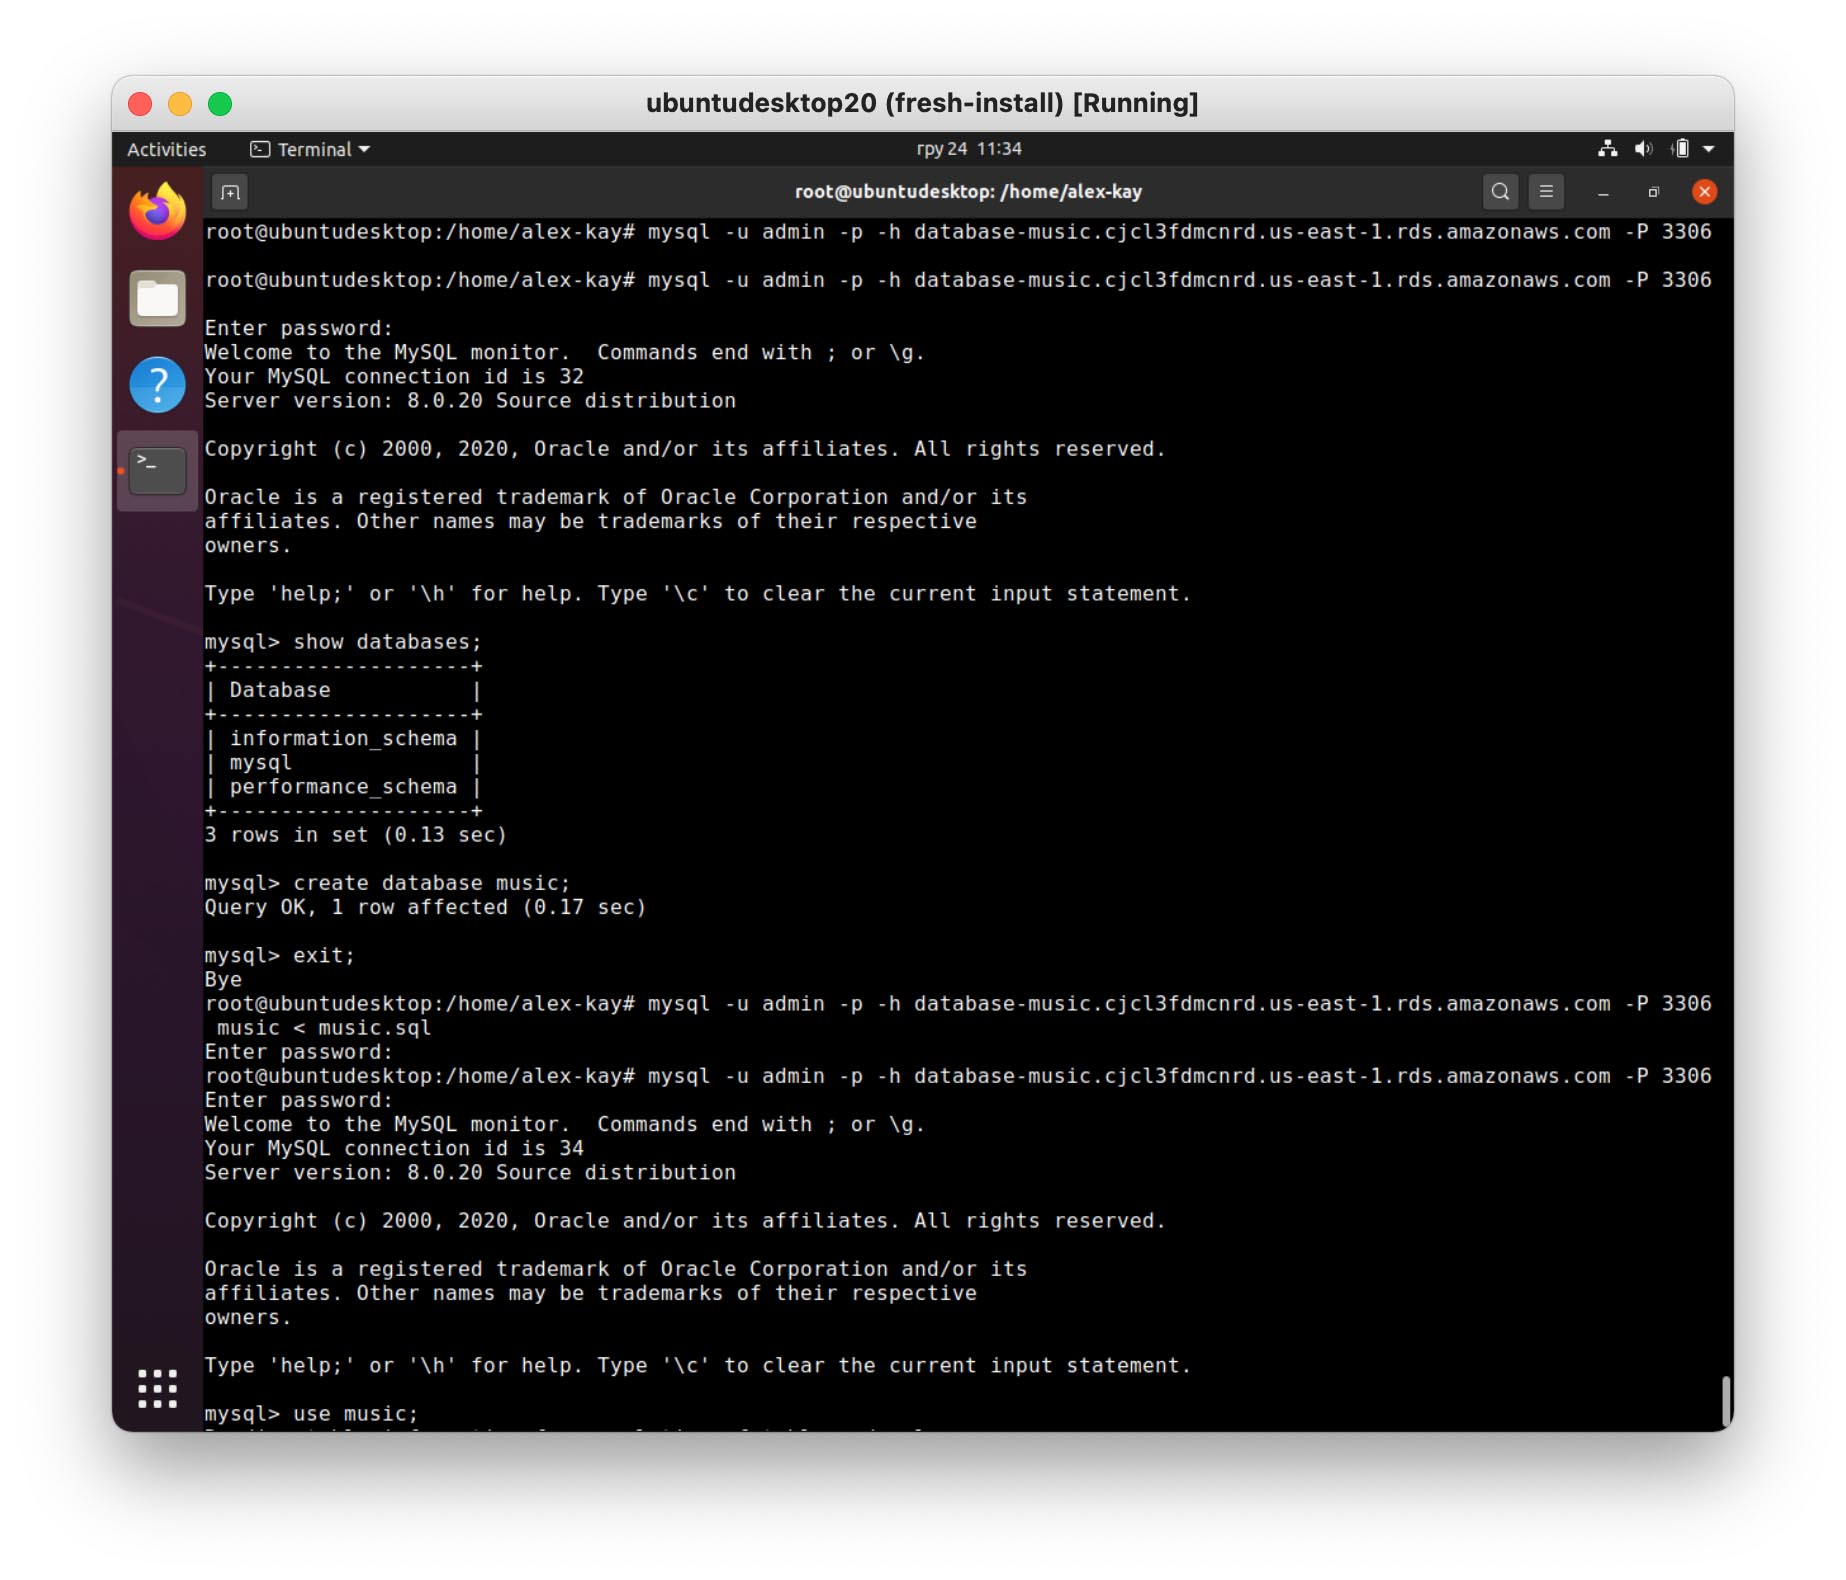 ubuntudesktop20 (fresh-install) [Running]
Activities Terminal гру 24 11:34
root@ubuntudesktop: /home/alex-kay
root@ubuntudesktop:/home/alex-kay# mysql -u admin -p -h database-music.cjcl3fdmcnrd.us-east-1.rds.amazonaws.com -P 3306
root@ubuntudesktop:/home/alex-kay# mysql -u admin -p -h database-music.cjcl3fdmcnrd.us-east-1.rds.amazonaws.com -P 3306
Enter password:
Welcome to the MySQL monitor.  Commands end with ; or \g.
Your MySQL connection id is 32
Server version: 8.0.20 Source distribution
Copyright (c) 2000, 2020, Oracle and/or its affiliates. All rights reserved.
Oracle is a registered trademark of Oracle Corporation and/or its
affiliates. Other names may be trademarks of their respective
owners.
Type 'help;' or '\h' for help. Type '\c' to clear the current input statement.
mysql> show databases;
+--------------------+
| Database           |
+--------------------+
| information_schema |
| mysql              |
| performance_schema |
+--------------------+
3 rows in set (0.13 sec)
mysql> create database music;
Query OK, 1 row affected (0.17 sec)
mysql> exit;
Bye
root@ubuntudesktop:/home/alex-kay# mysql -u admin -p -h database-music.cjcl3fdmcnrd.us-east-1.rds.amazonaws.com -P 3306
 music < music.sql
Enter password:
root@ubuntudesktop:/home/alex-kay# mysql -u admin -p -h database-music.cjcl3fdmcnrd.us-east-1.rds.amazonaws.com -P 3306
Enter password:
Welcome to the MySQL monitor.  Commands end with ; or \g.
Your MySQL connection id is 34
Server version: 8.0.20 Source distribution
Copyright (c) 2000, 2020, Oracle and/or its affiliates. All rights reserved.
Oracle is a registered trademark of Oracle Corporation and/or its
affiliates. Other names may be trademarks of their respective
owners.
Type 'help;' or '\h' for help. Type '\c' to clear the current input statement.
mysql> use music;